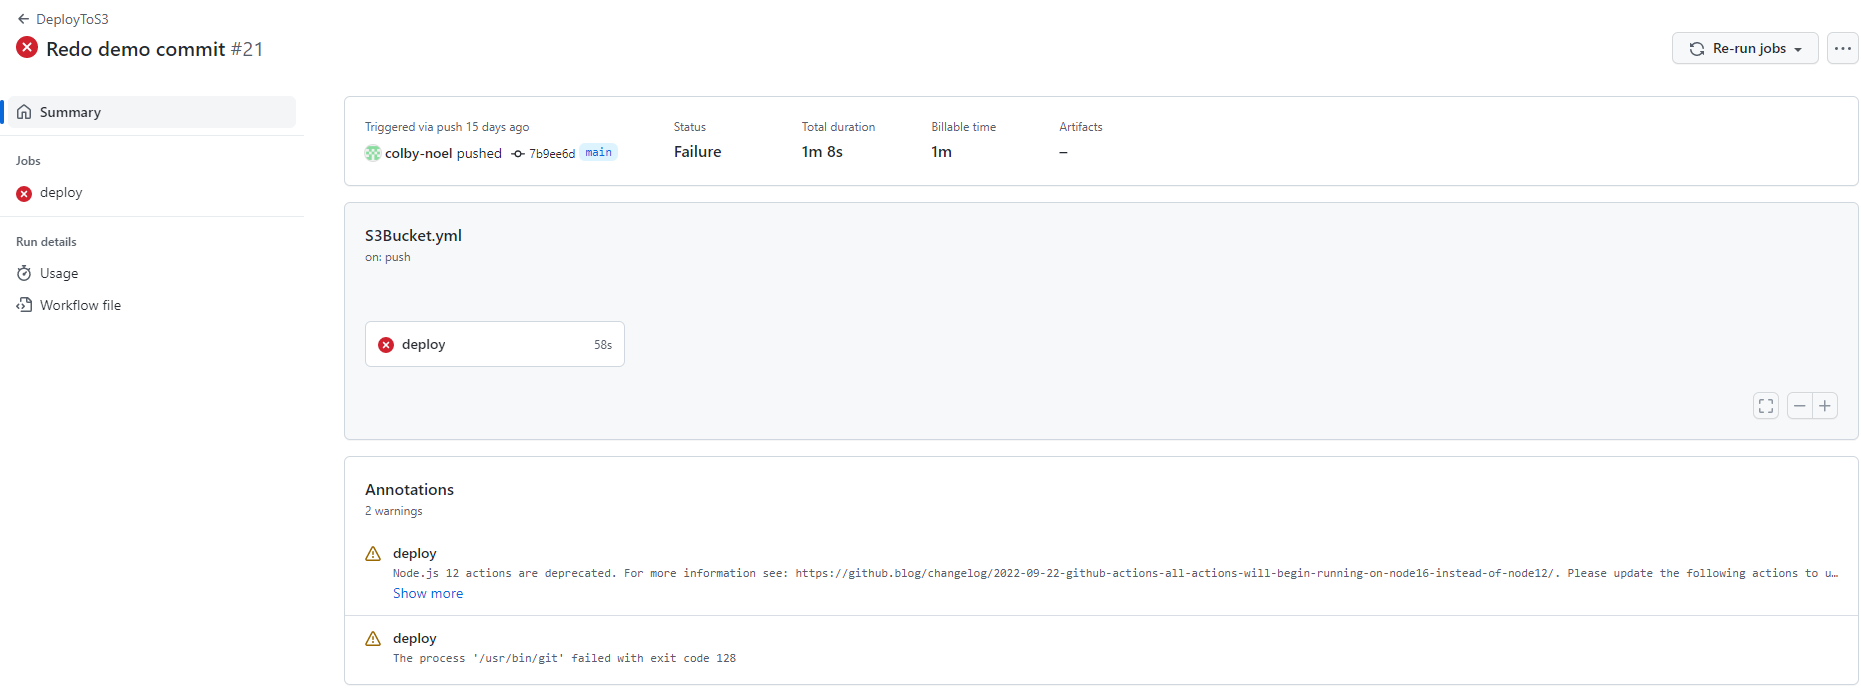 DeployToS3
Redo demo commit #21
Re-run jobs
Summary
Jobs
deploy
Run details
Usage
Workflow file
Triggered via push 15 days ago
colby-noel pushed 7b9ee6d main
Status
Failure
Total duration
1m 8s
Billable time
1m
Artifacts
–
S3Bucket.yml
on: push
deploy 58s
Annotations
2 warnings
deploy
Node.js 12 actions are deprecated. For more information see: https://github.blog/changelog/2022-09-22-github-actions-all-actions-will-begin-running-on-node16-instead-of-node12/. Please update the following actions to u…
Show more
deploy
The process '/usr/bin/git' failed with exit code 128